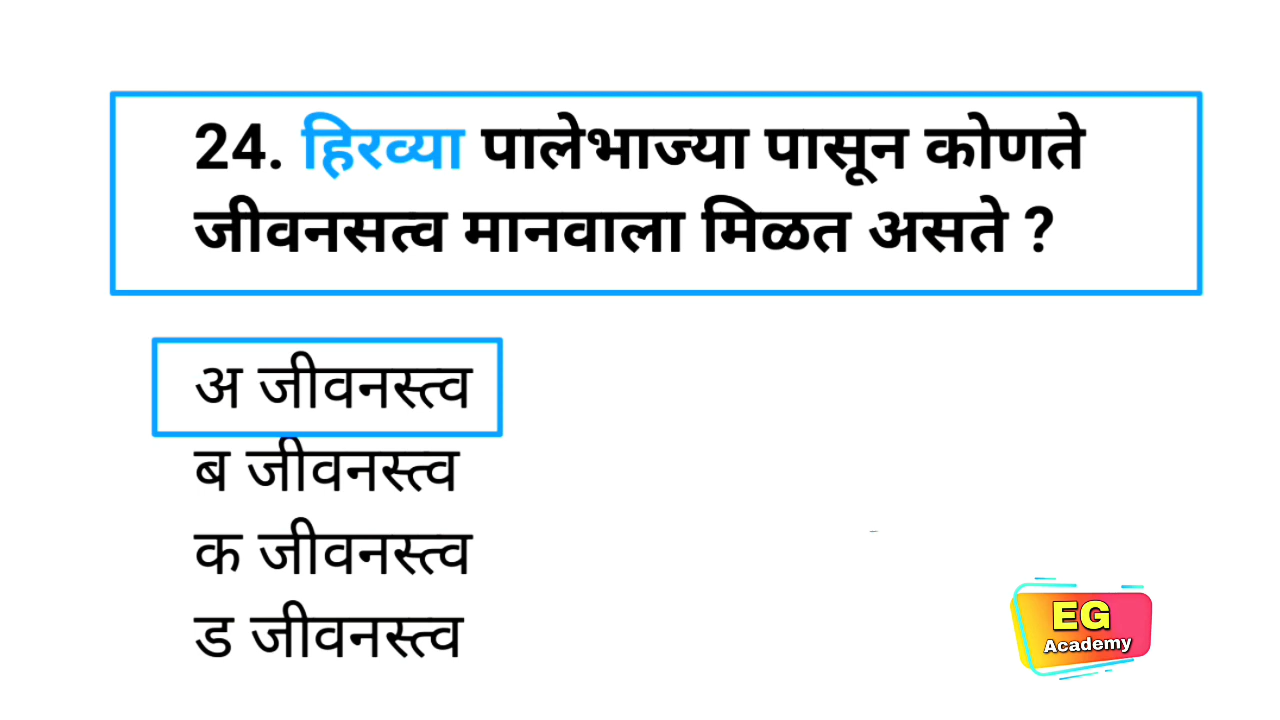 24. हिरव्या पालेभाज्या पासून कोणते
जीवनसत्व मानवाला मिळत असते ?
अ जीवनस्त्व
ब जीवनस्त्व
क जीवनस्त्व
ड जीवनस्त्व
EG
Academy